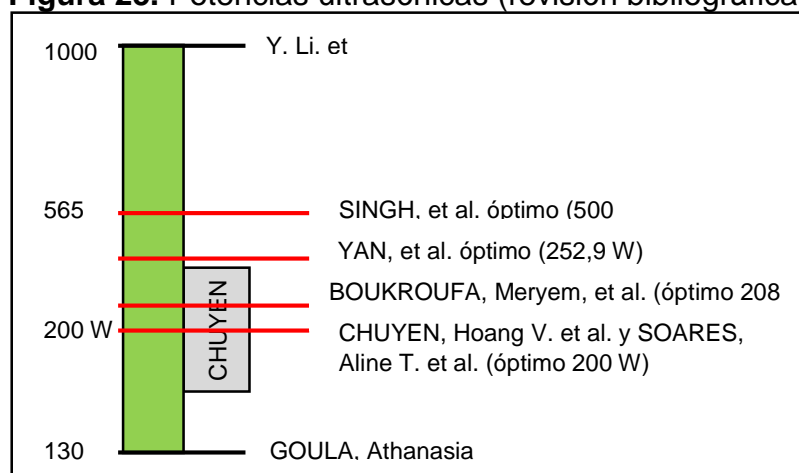 Figura 28. Potencias ultrasónicas (revisión bibliográfica
1000
Y. Li. et
565
SINGH, et al. óptimo (500
YAN, et al. óptimo (252,9 W)
BOUKROUFA, Meryem, et al. (óptimo 208
CHUYEN
200 W
CHUYEN, Hoang V. et al. y SOARES,
Aline T. et al. (óptimo 200 W)
130
GOULA, Athanasia